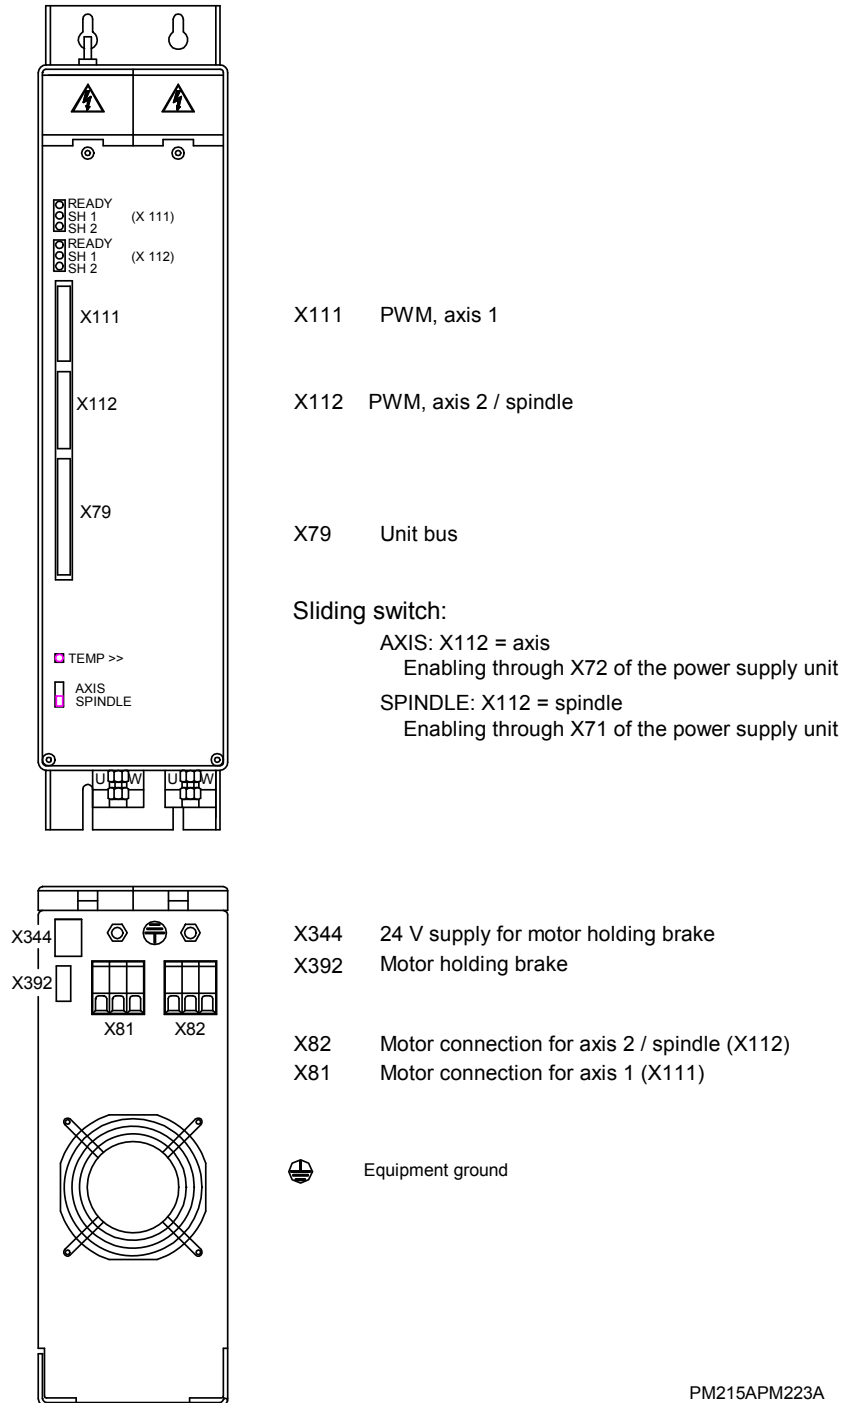 READY
SH 1 (X 111)
SH 2
READY
SH 1 (X 112)
SH 2
X111
X111 PWM, axis 1
X112
X112 PWM, axis 2 / spindle
X79
X79 Unit bus
Sliding switch:
AXIS: X112 = axis
Enabling through X72 of the power supply unit
SPINDLE: X112 = spindle
Enabling through X71 of the power supply unit
TEMP >>
AXIS
SPINDLE
U W U W
X344
X344 24 V supply for motor holding brake
X392
X392 Motor holding brake
X81 X82
X82 Motor connection for axis 2 / spindle (X112)
X81 Motor connection for axis 1 (X111)
Equipment ground
PM215APM223A